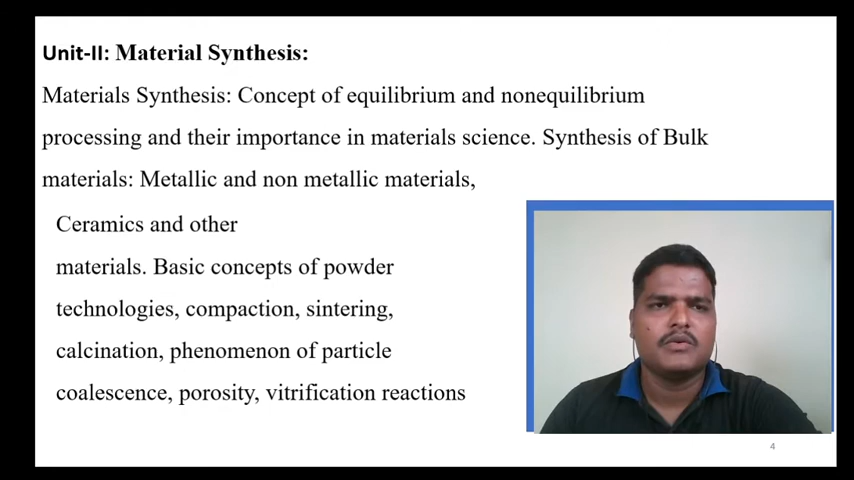 Unit-II: Material Synthesis:
Materials Synthesis: Concept of equilibrium and nonequilibrium
processing and their importance in materials science. Synthesis of Bulk
materials: Metallic and non metallic materials,
Ceramics and other
materials. Basic concepts of powder
technologies, compaction, sintering,
calcination, phenomenon of particle
coalescence, porosity, vitrification reactions
4